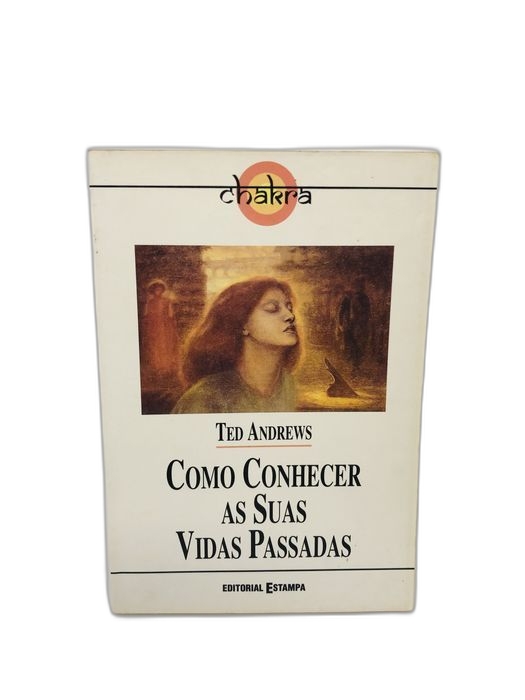 chakra
TED ANDREWS
COMO CONHECER
AS SUAS
VIDAS PASSADAS
EDITORIAL ESTAMPA